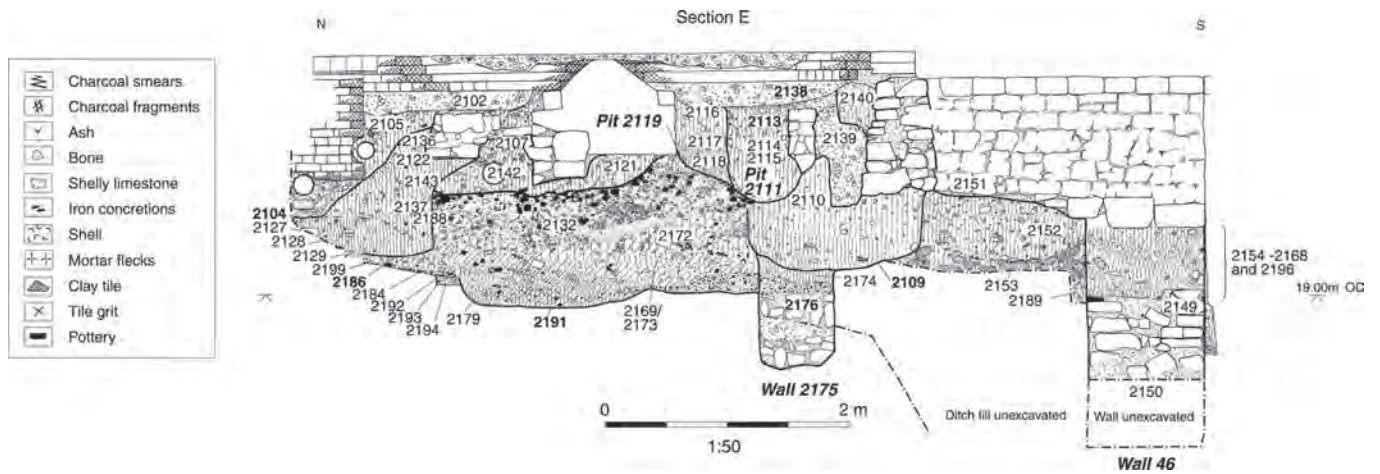 Section E
N
S
Charcoal smears
Charcoal fragments
Ash
Bone
Shelly limestone
Iron concretions
Shell
Mortar flecks
Clay tile
Tile grit
Pottery
2102
2105
2136
2122
2107
2143
2142
2137
2188
2104
2127
2128
2129
2199
2186
2184
2192
2193
2194
2179
2191
2169/
2173
2132
2172
2121
Pit 2119
2116
2117
2118
2138
2113
2114
2115
Pit
2111
2110
2140
2139
2151
2152
2176
2174
2109
2153
2189
2149
2154 -2168
and 2196
19.00m OD
Wall 2175
2150
Ditch fill unexcavated
Wall unexcavated
Wall 46
0
2 m
1:50